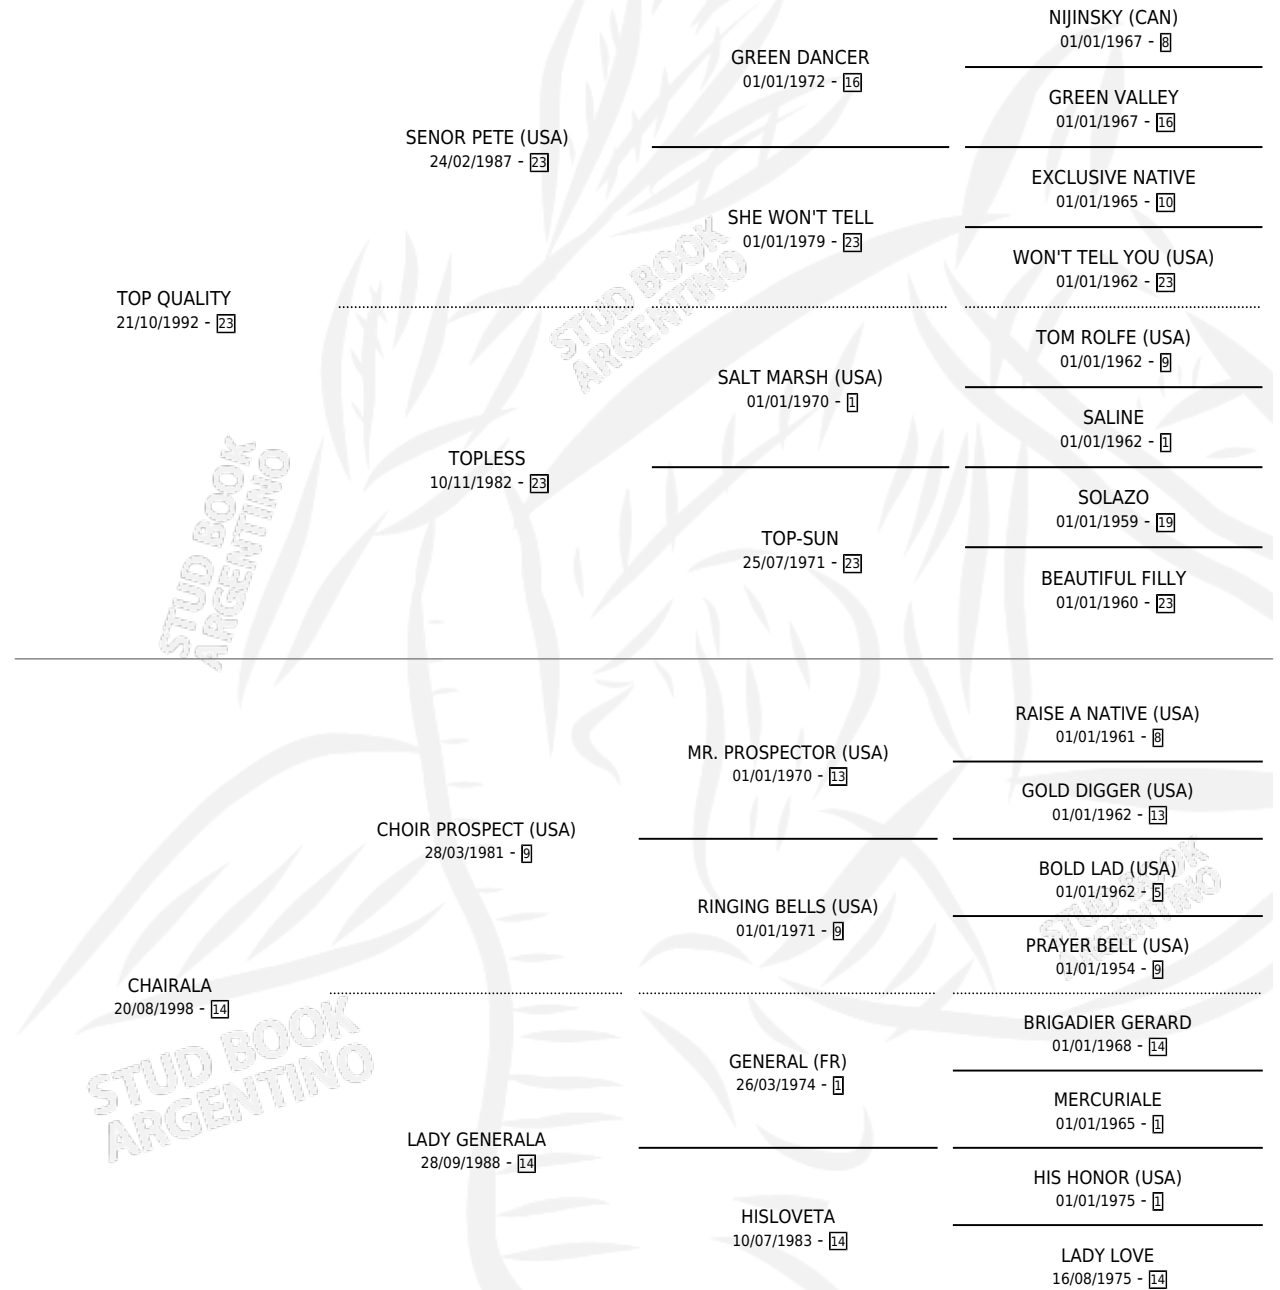 NIJINSKY (CAN)
01/01/1967 - 8
GREEN DANCER
01/01/1972 - 16
GREEN VALLEY
01/01/1967 - 16
SENOR PETE (USA)
24/02/1987 - 23
EXCLUSIVE NATIVE
01/01/1965 - 10
SHE WON'T TELL
01/01/1979 - 23
WON'T TELL YOU (USA)
01/01/1962 - 23
TOP QUALITY
21/10/1992 - 23
STUD BOOK
ARGENTINO
TOM ROLFE (USA)
01/01/1962 - 9
SALT MARSH (USA)
01/01/1970 - 1
SALINE
01/01/1962 - 1
TOPLESS
10/11/1982 - 23
SOLAZO
01/01/1959 - 19
TOP-SUN
25/07/1971 - 23
BEAUTIFUL FILLY
01/01/1960 - 23
STUD BOOK
ARGENTINO
RAISE A NATIVE (USA)
01/01/1961 - 8
MR. PROSPECTOR (USA)
01/01/1970 - 13
GOLD DIGGER (USA)
01/01/1962 - 13
CHOIR PROSPECT (USA)
28/03/1981 - 9
BOLD LAD (USA)
01/01/1962 - 5
RINGING BELLS (USA)
01/01/1971 - 9
PRAYER BELL (USA)
01/01/1954 - 9
STUD BOOK
ARGENTINO
CHAIRALA
20/08/1998 - 14
STUD BOOK
ARGENTINO
BRIGADIER GERARD
01/01/1968 - 14
GENERAL (FR)
26/03/1974 - 1
MERCURIALE
01/01/1965 - 1
LADY GENERALA
28/09/1988 - 14
HIS HONOR (USA)
01/01/1975 - 1
HISLOVETA
10/07/1983 - 14
LADY LOVE
16/08/1975 - 14